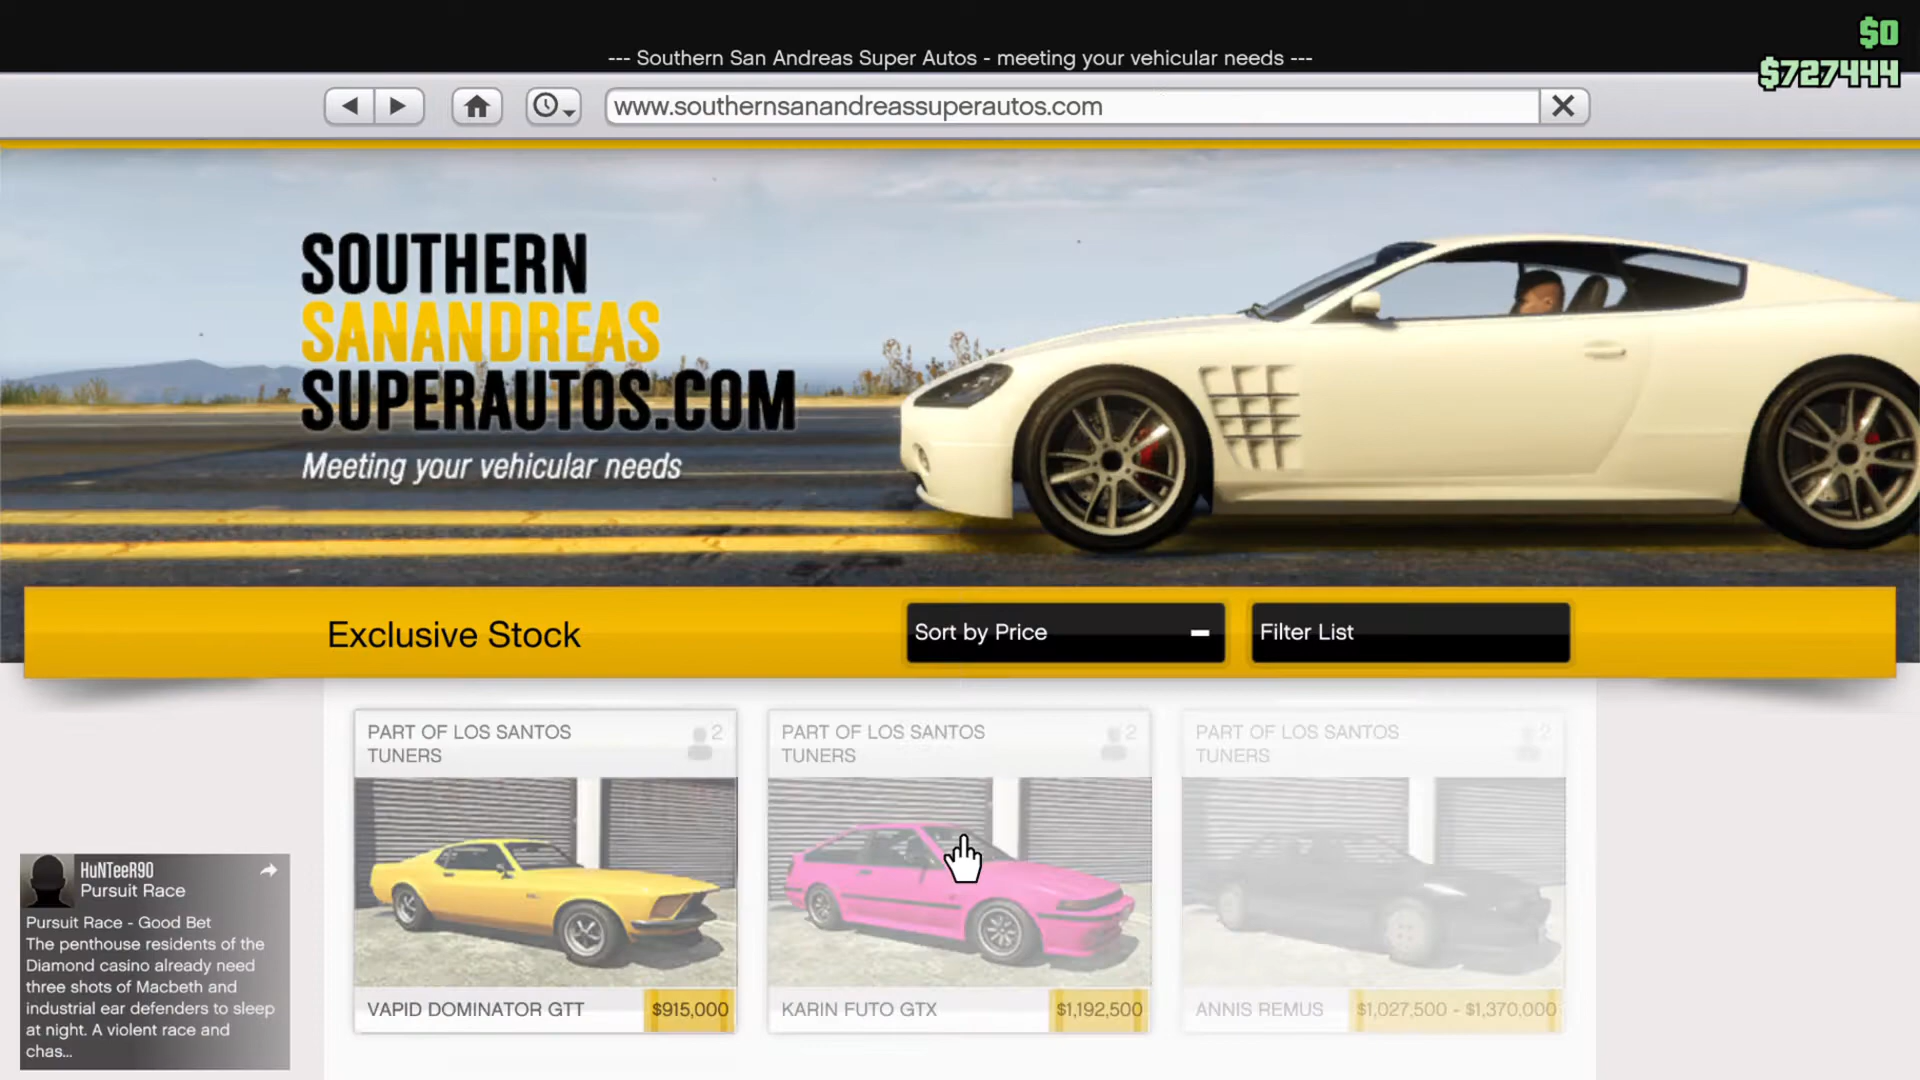 $0
--- Southern San Andreas Super Autos - meeting your vehicular needs ---
$727444
www.southernsanandreassuperautos.com
SOUTHERN
SANANDREAS
SUPERAUTOS.COM
Meeting your vehicular needs
Exclusive Stock
Sort by Price
Filter List
PART OF LOS SANTOS
TUNERS
2
PART OF LOS SANTOS
TUNERS
2
PART OF LOS SANTOS
TUNERS
2
VAPID DOMINATOR GTT
$915,000
KARIN FUTO GTX
$1,192,500
ANNIS REMUS
$1,027,500 - $1,370,000
HuNTeeR90
Pursuit Race
Pursuit Race - Good Bet
The penthouse residents of the
Diamond casino already need
three shots of Macbeth and
industrial ear defenders to sleep
at night. A violent race and
chas...